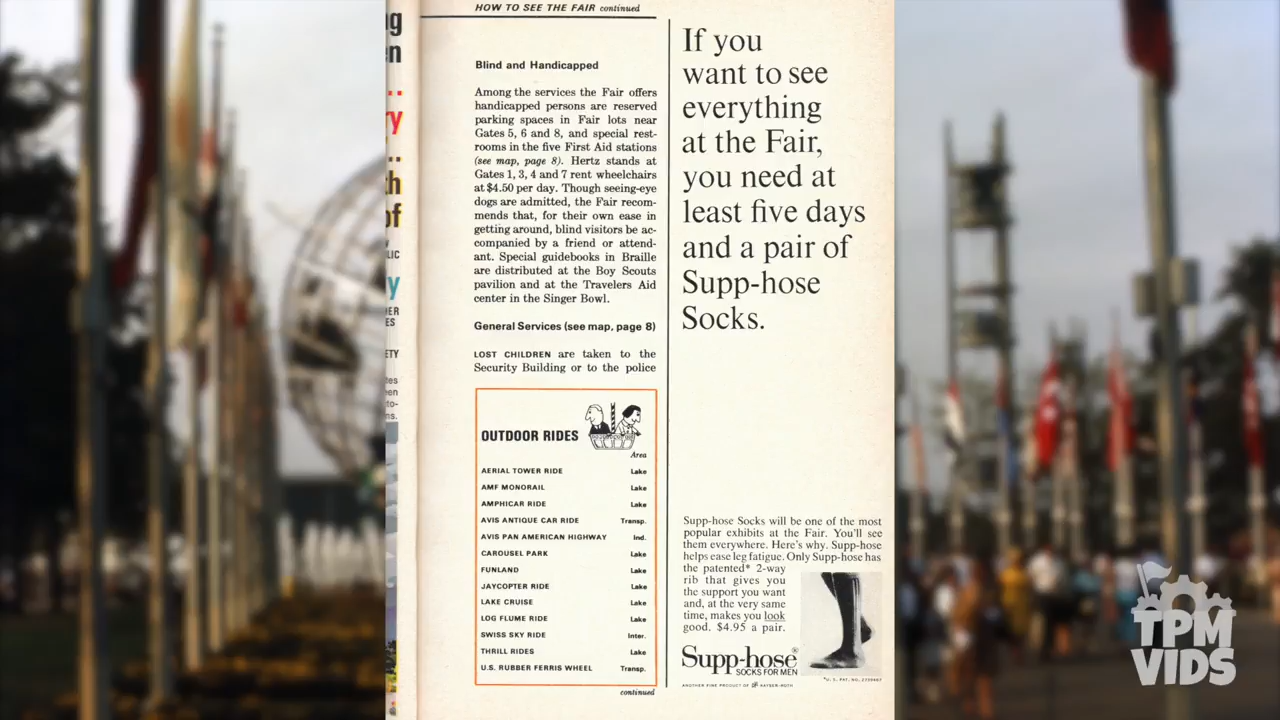 HOW TO SEE THE FAIR continued
Blind and Handicapped
Among the services the Fair offers
handicapped persons are reserved
parking spaces in Fair lots near
Gates 5, 6 and 8, and special rest-
rooms in the five First Aid stations
(see map, page 8). Hertz stands at
Gates 1, 3, 4 and 7 rent wheelchairs
at $4.50 per day. Though seeing-eye
dogs are admitted, the Fair recom-
mends that, for their own ease in
getting around, blind visitors be ac-
companied by a friend or attend-
ant. Special guidebooks in Braille
are distributed at the Boy Scouts
pavilion and at the Travelers Aid
center in the Singer Bowl.
General Services (see map, page 8)
LOST CHILDREN are taken to the
Security Building or to the police
OUTDOOR RIDES
Area
AERIAL TOWER RIDE Lake
AMF MONORAIL Lake
AMPHICAR RIDE Lake
AVIS ANTIQUE CAR RIDE Transp.
AVIS PAN AMERICAN HIGHWAY Ind.
CAROUSEL PARK Lake
FUNLAND Lake
JAYCOPTER RIDE Lake
LAKE CRUISE Lake
LOG FLUME RIDE Lake
SWISS SKY RIDE Inter.
THRILL RIDES Lake
U.S. RUBBER FERRIS WHEEL Transp.
continued
If you
want to see
everything
at the Fair,
you need at
least five days
and a pair of
Supp-hose
Socks.
Supp-hose Socks will be one of the most
popular exhibits at the Fair. You'll see
them everywhere. Here's why. Supp-hose
helps ease leg fatigue. Only Supp-hose has
the patented* 2-way
rib that gives you
the support you want
and, at the very same
time, makes you look
good. $4.95 a pair.
Supp-hose®
SOCKS FOR MEN
ANOTHER FINE PRODUCT OF KAYSER-ROTH
*U.S. PAT. NO.
TPM
VIDS